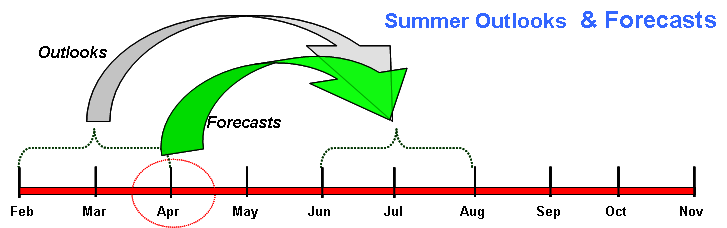 Summer Outlooks & Forecasts
Outlooks
Forecasts
Feb Mar Apr May Jun Jul Aug Sep Oct Nov